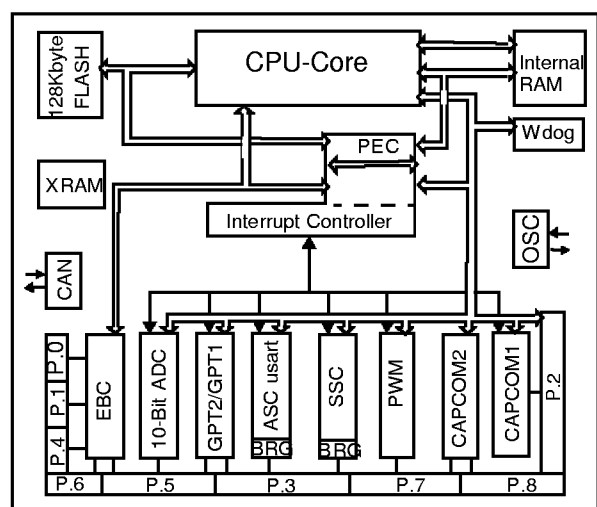 128Kbyte
FLASH
CPU-Core
Internal
RAM
PEC
Wdog
XRAM
Interrupt Controller
OSC
CAN
P.0
P.1
P.4
EBC
10-Bit ADC
GPT2/GPT1
ASC usart
BRG
SSC
BRG
PWM
CAPCOM2
CAPCOM1
P.2
P.6
P.5
P.3
P.7
P.8